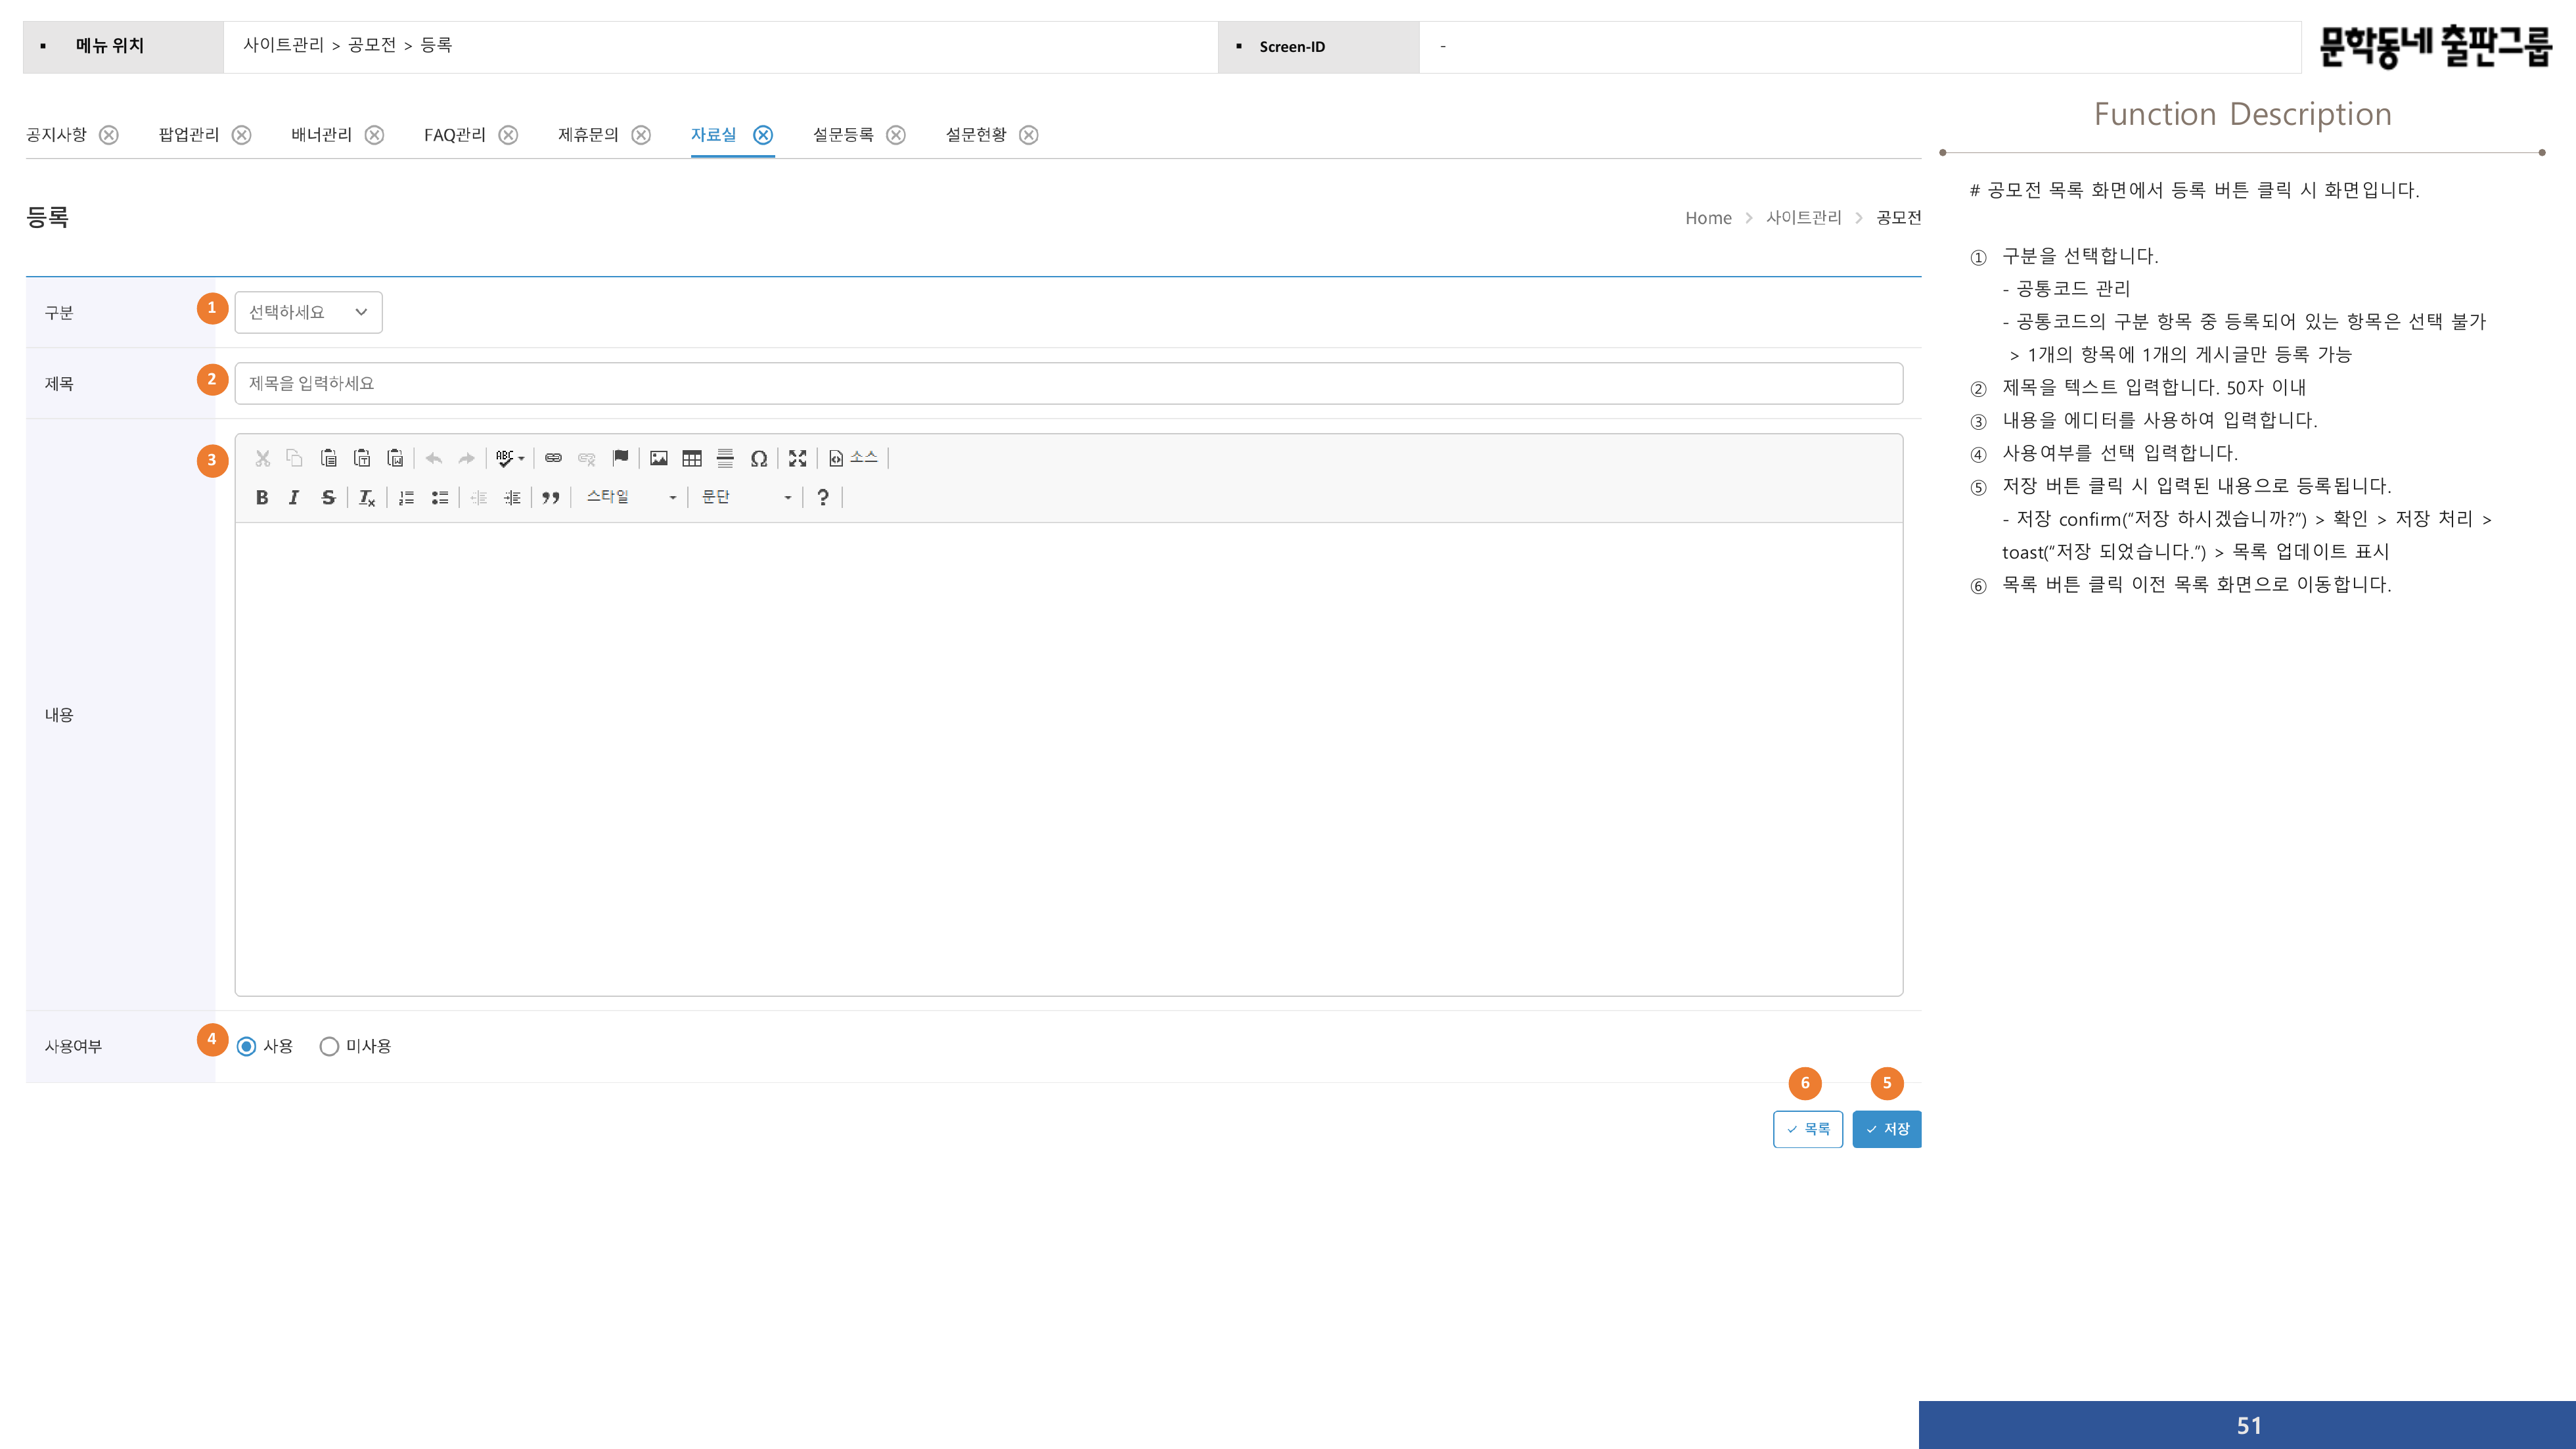 ▪ 메뉴 위치
사이트관리 > 공모전 > 등록
▪ Screen-ID
-
문학동네 출판그룹
공지사항 팝업관리 배너관리 FAQ관리 제휴문의 자료실 설문등록 설문현황
등록
Home > 사이트관리 > 공모전
구분 1 선택하세요
제목 2 제목을 입력하세요
3
ABC
소스
B I S Tx
스타일 문단 ?
내용
사용여부 4 사용 미사용
6 5
목록 저장
Function Description
# 공모전 목록 화면에서 등록 버튼 클릭 시 화면입니다.
① 구분을 선택합니다.
- 공통코드 관리
- 공통코드의 구분 항목 중 등록되어 있는 항목은 선택 불가
> 1개의 항목에 1개의 게시글만 등록 가능
② 제목을 텍스트 입력합니다. 50자 이내
③ 내용을 에디터를 사용하여 입력합니다.
④ 사용여부를 선택 입력합니다.
⑤ 저장 버튼 클릭 시 입력된 내용으로 등록됩니다.
- 저장 confirm(“저장 하시겠습니까?”) > 확인 > 저장 처리 >
toast(“저장 되었습니다.”) > 목록 업데이트 표시
⑥ 목록 버튼 클릭 이전 목록 화면으로 이동합니다.
51